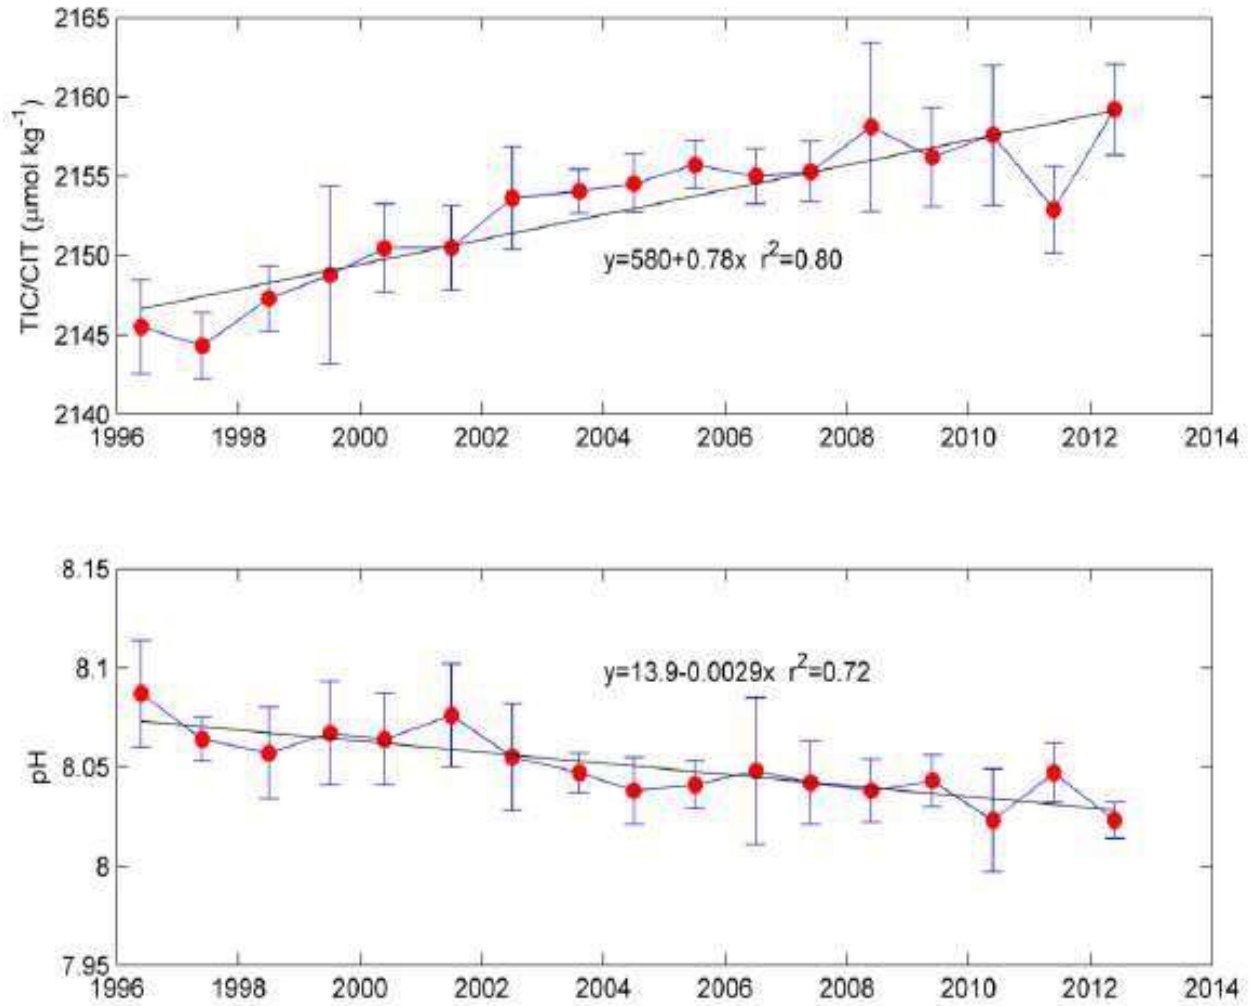 2165
2160
2155
2150
2145
2140
TIC/CIT (μmol kg⁻¹)
y=580+0.78x r²=0.80
1996 1998 2000 2002 2004 2006 2008 2010 2012 2014
8.15
8.1
8.05
8
7.95
pH
y=13.9-0.0029x r²=0.72
1996 1998 2000 2002 2004 2006 2008 2010 2012 2014